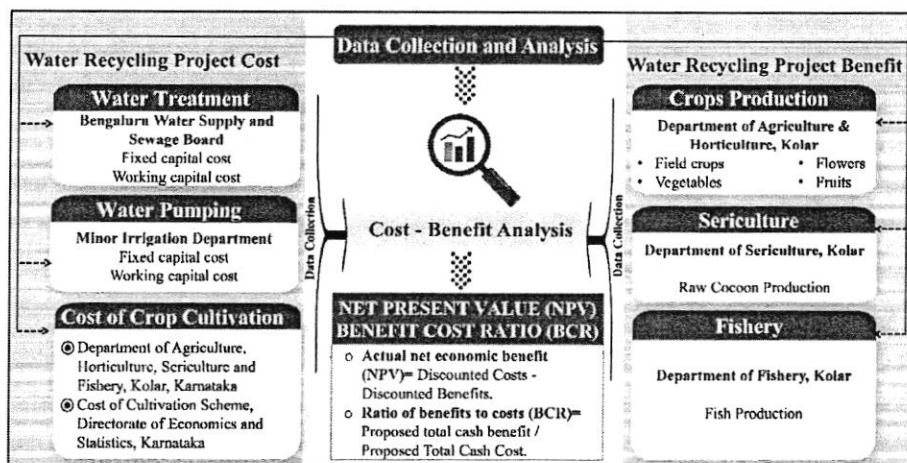 Data Collection and Analysis
Water Recycling Project Cost
Water Treatment
Bengaluru Water Supply and
Sewage Board
Fixed capital cost
Working capital cost
Water Pumping
Minor Irrigation Department
Fixed capital cost
Working capital cost
Cost of Crop Cultivation
Department of Agriculture,
Horticulture, Sericulture and
Fishery, Kolar, Karnataka
Cost of Cultivation Scheme,
Directorate of Economics and
Statistics, Karnataka
Data Collection
Cost - Benefit Analysis
NET PRESENT VALUE (NPV)
BENEFIT COST RATIO (BCR)
o Actual net economic benefit
(NPV)= Discounted Costs -
Discounted Benefits.
o Ratio of benefits to costs (BCR)=
Proposed total cash benefit /
Proposed Total Cash Cost.
Data Collection
Water Recycling Project Benefit
Crops Production
Department of Agriculture &
Horticulture, Kolar
• Field crops • Flowers
• Vegetables • Fruits
Sericulture
Department of Sericulture, Kolar
Raw Cocoon Production
Fishery
Department of Fishery, Kolar
Fish Production